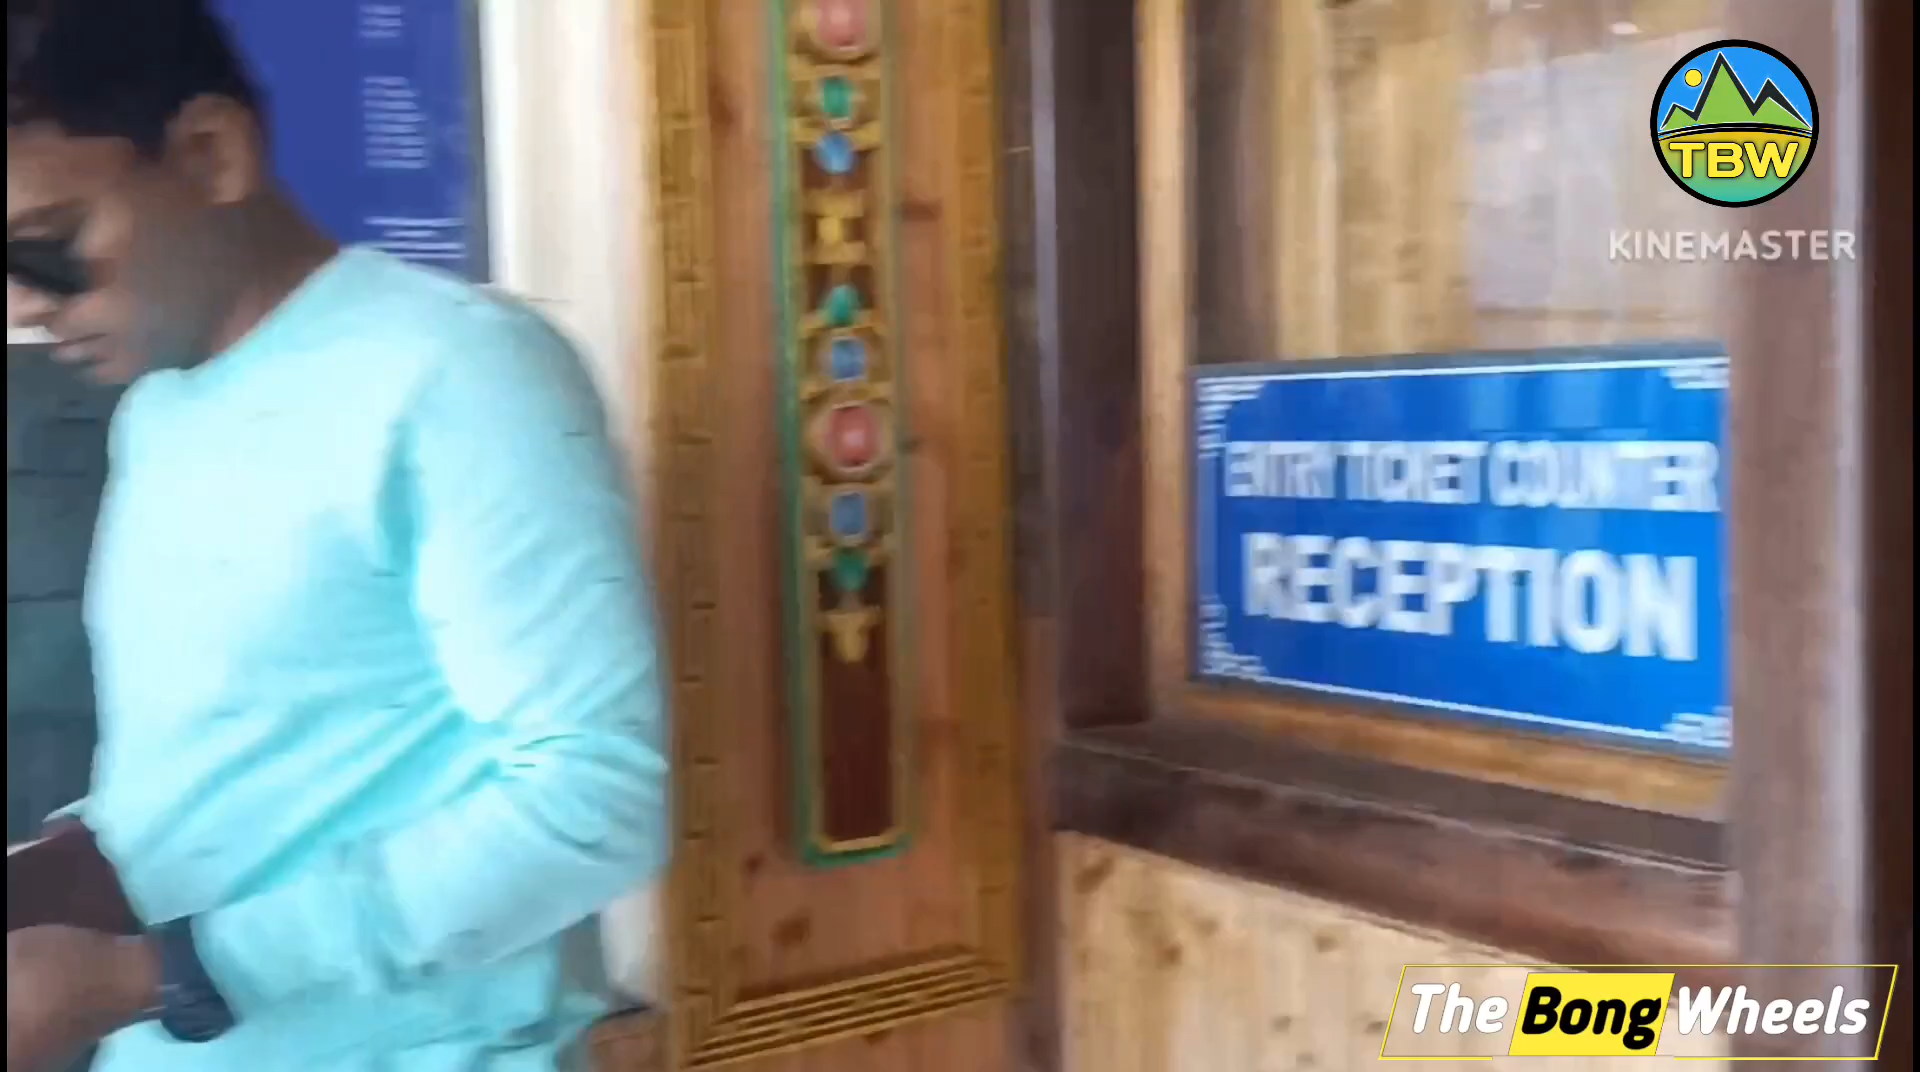 TBW
KINEMASTER
ENTRY TICKET COUNTER
RECEPTION
The Bong Wheels